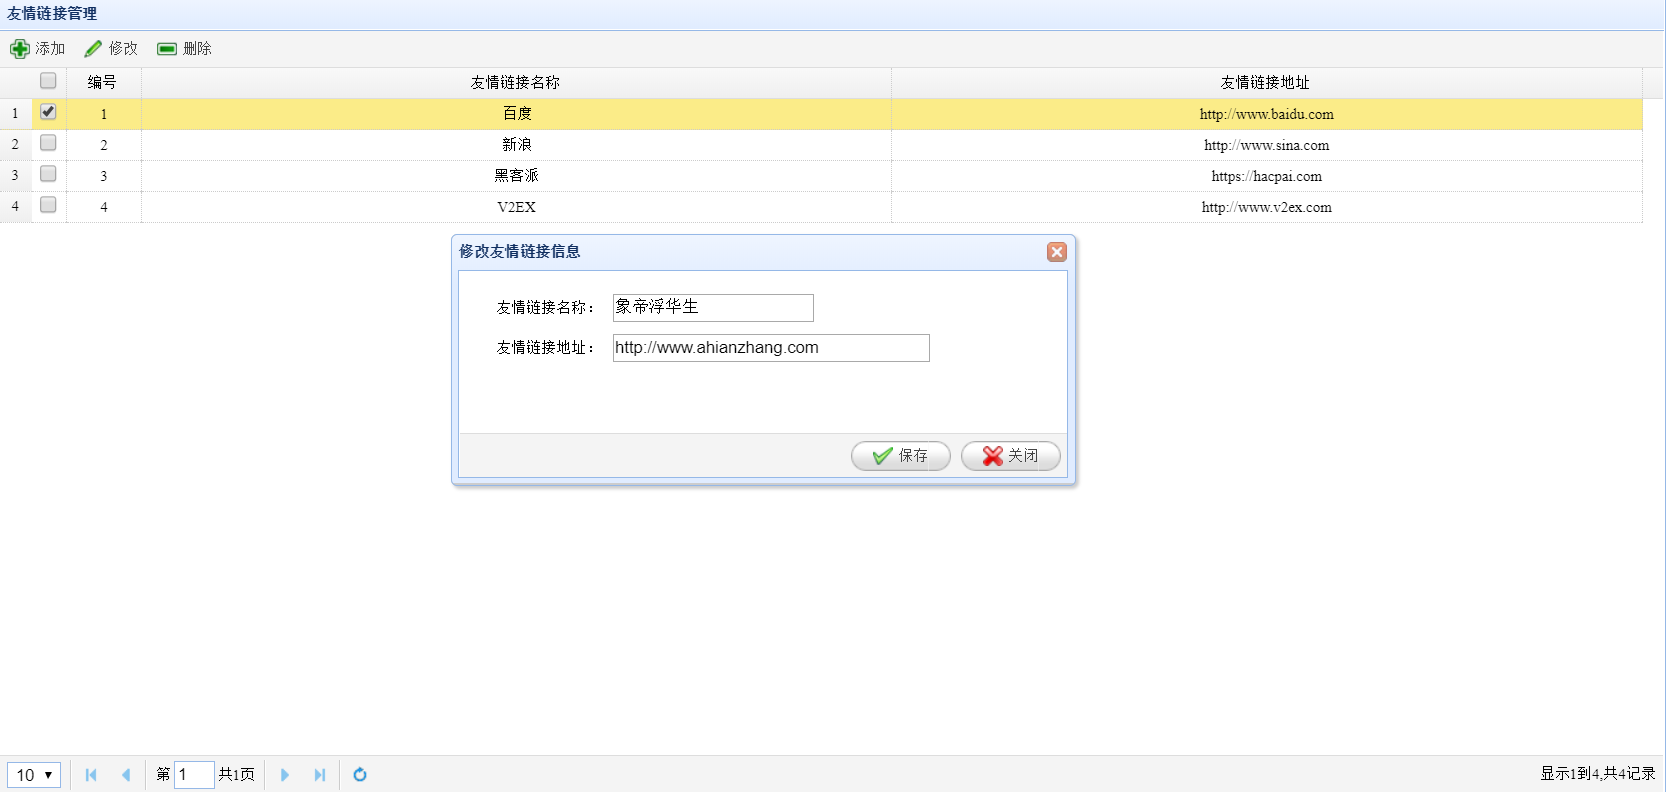 友情链接管理
添加 修改 删除
编号 友情链接名称 友情链接地址
1 1 百度 http://www.baidu.com
2 2 新浪 http://www.sina.com
3 3 黑客派 https://hacpai.com
4 4 V2EX http://www.v2ex.com
修改友情链接信息
友情链接名称： 象帝浮华生
友情链接地址： http://www.ahianzhang.com
保存 关闭
10 第 1 共1页 显示1到4,共4记录